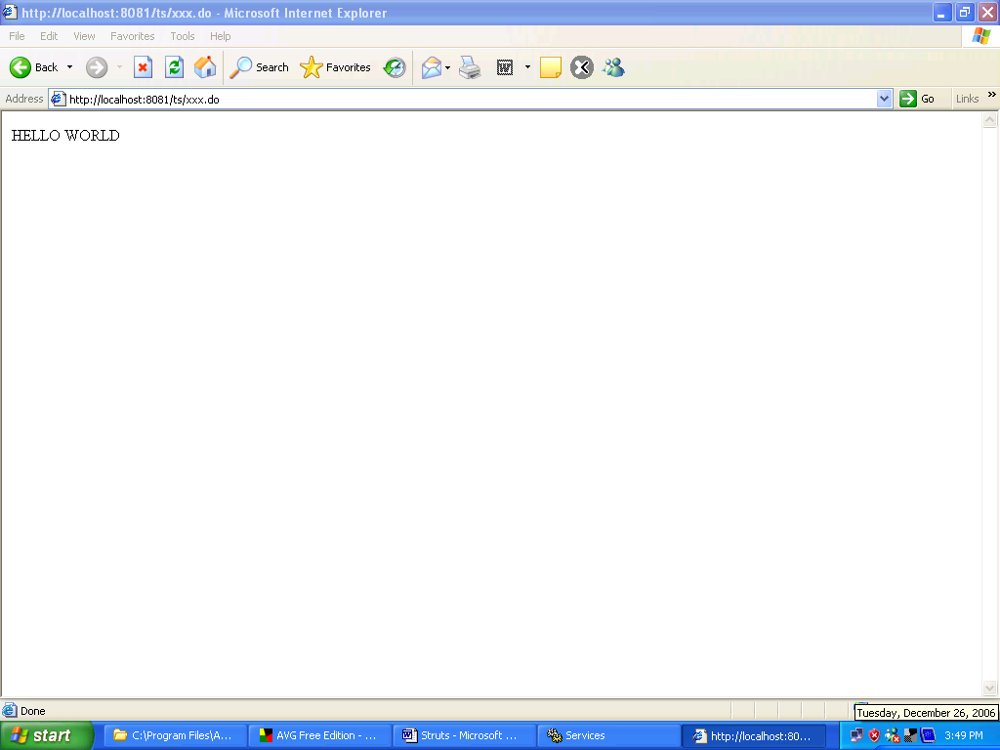 http://localhost:8081/ts/xxx.do - Microsoft Internet Explorer
File Edit View Favorites Tools Help
Back Search Favorites
Address http://localhost:8081/ts/xxx.do Go Links »
HELLO WORLD
Done
Tuesday, December 26, 2006
start C:\Program Files\A... AVG Free Edition - ... Struts - Microsoft ... Services http://localhost:80... 3:49 PM